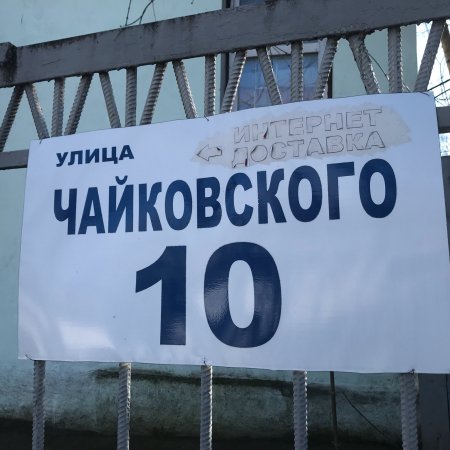 ИНТЕРНЕТ
← ДОСТАВКА
УЛИЦА
ЧАЙКОВСКОГО
10